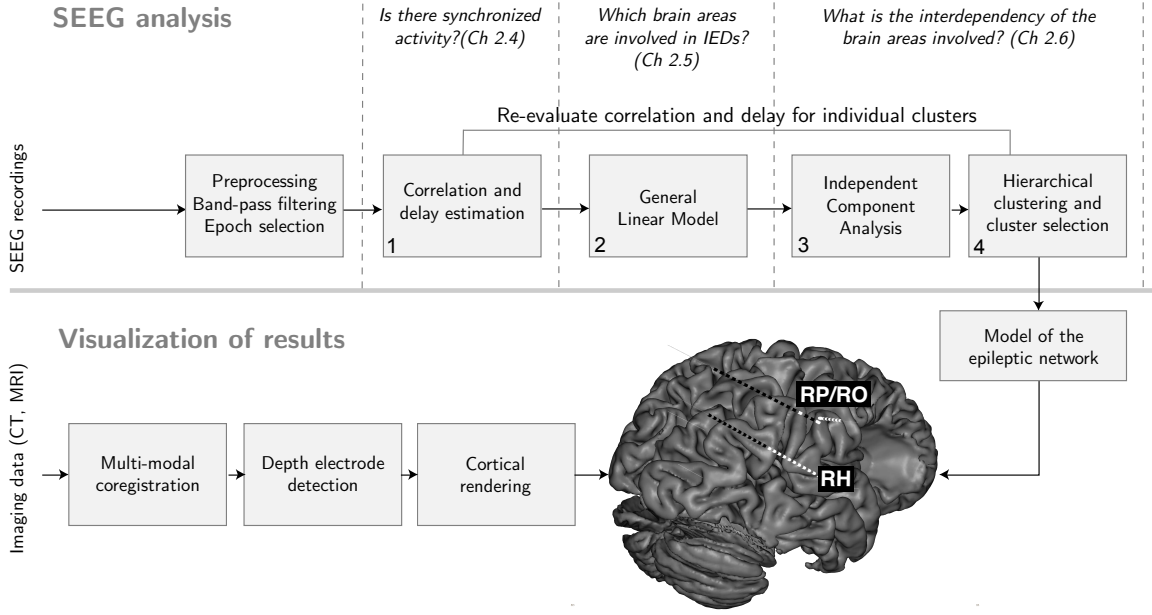 SEEG analysis
Is there synchronized
activity?(Ch 2.4)
Which brain areas
are involved in IEDs?
(Ch 2.5)
What is the interdependency of the
brain areas involved? (Ch 2.6)
Re-evaluate correlation and delay for individual clusters
SEEG recordings
Preprocessing
Band-pass filtering
Epoch selection
Correlation and
delay estimation
1
General
Linear Model
2
Independent
Component
Analysis
3
Hierarchical
clustering and
cluster selection
4
Visualization of results
Model of the
epileptic network
Imaging data (CT, MRI)
Multi-modal
coregistration
Depth electrode
detection
Cortical
rendering
RP/RO
RH